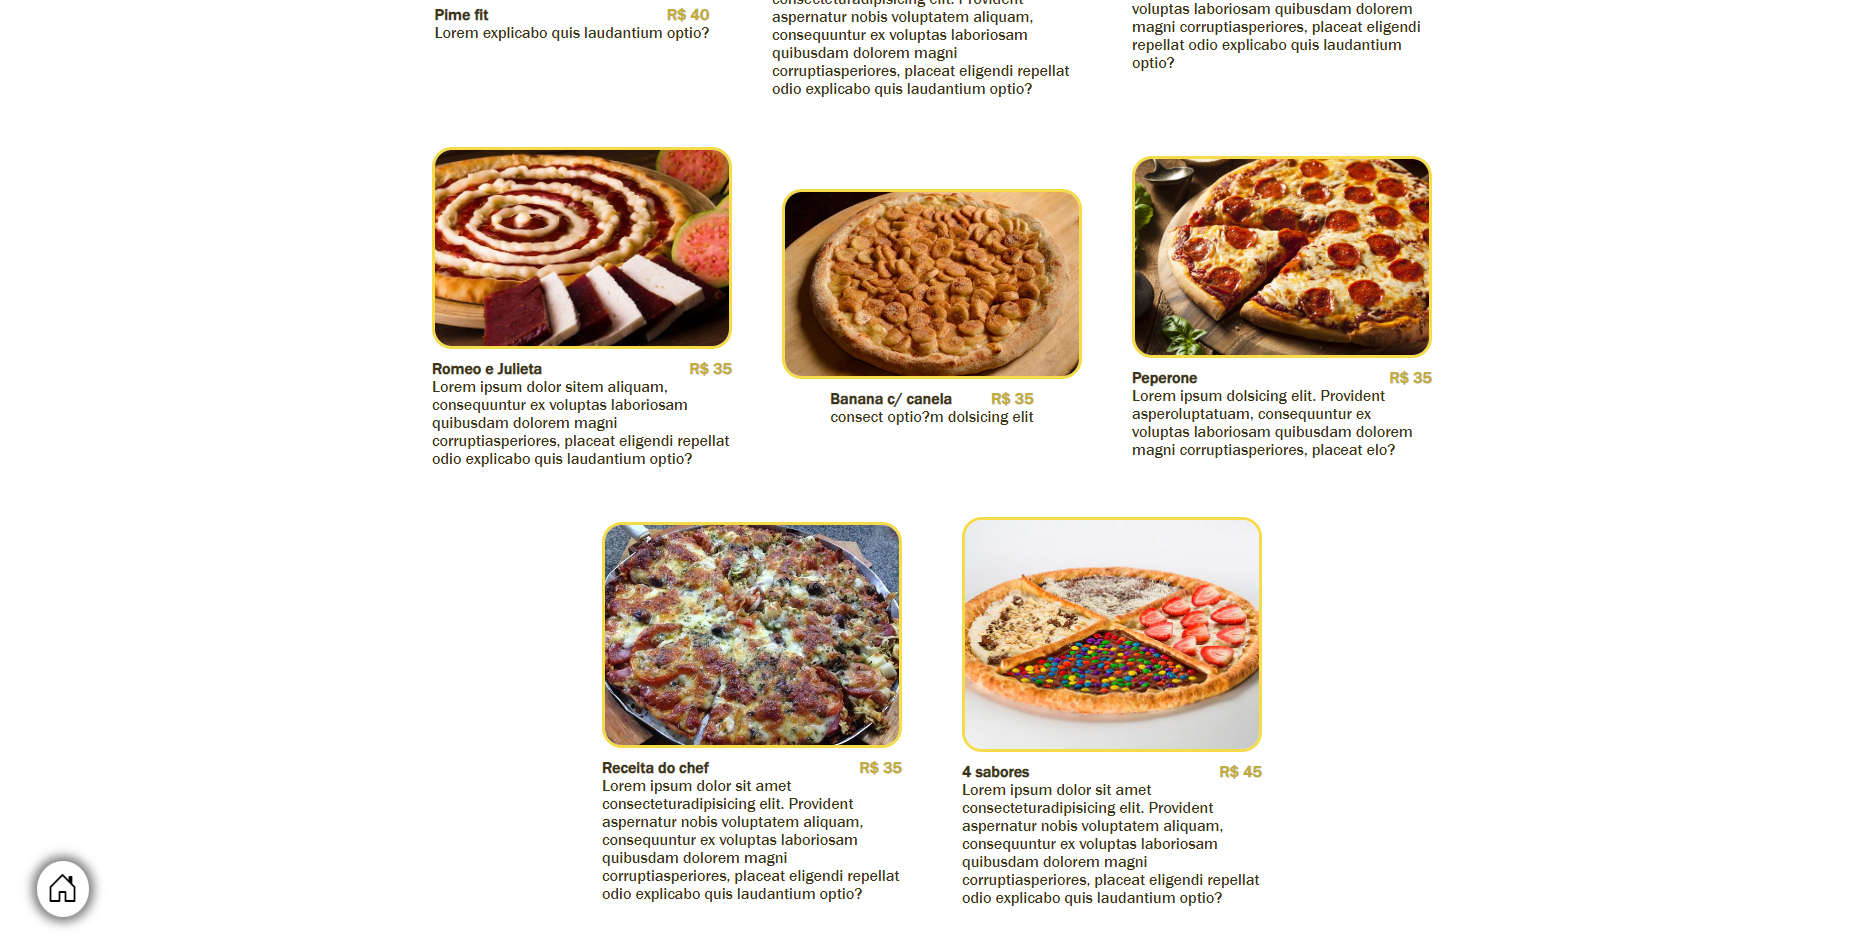 Pime fit R$ 40
Lorem explicabo quis laudantium optio?
aspernatur nobis voluptatem aliquam,
consequuntur ex voluptas laboriosam
quibusdam dolorem magni
corruptiasperiores, placeat eligendi repellat
odio explicabo quis laudantium optio?
voluptas laboriosam quibusdam dolorem
magni corruptiasperiores, placeat eligendi
repellat odio explicabo quis laudantium
optio?
Romeo e Julieta R$ 35
Lorem ipsum dolor sitem aliquam,
consequuntur ex voluptas laboriosam
quibusdam dolorem magni
corruptiasperiores, placeat eligendi repellat
odio explicabo quis laudantium optio?
Banana c/ canela R$ 35
consect optio?m dolsicing elit
Peperone R$ 35
Lorem ipsum dolsicing elit. Provident
asperoluptatuam, consequuntur ex
voluptas laboriosam quibusdam dolorem
magni corruptiasperiores, placeat elo?
Receita do chef R$ 35
Lorem ipsum dolor sit amet
consecteturadipisicing elit. Provident
aspernatur nobis voluptatem aliquam,
consequuntur ex voluptas laboriosam
quibusdam dolorem magni
corruptiasperiores, placeat eligendi repellat
odio explicabo quis laudantium optio?
4 sabores R$ 45
Lorem ipsum dolor sit amet
consecteturadipisicing elit. Provident
aspernatur nobis voluptatem aliquam,
consequuntur ex voluptas laboriosam
quibusdam dolorem magni
corruptiasperiores, placeat eligendi repellat
odio explicabo quis laudantium optio?